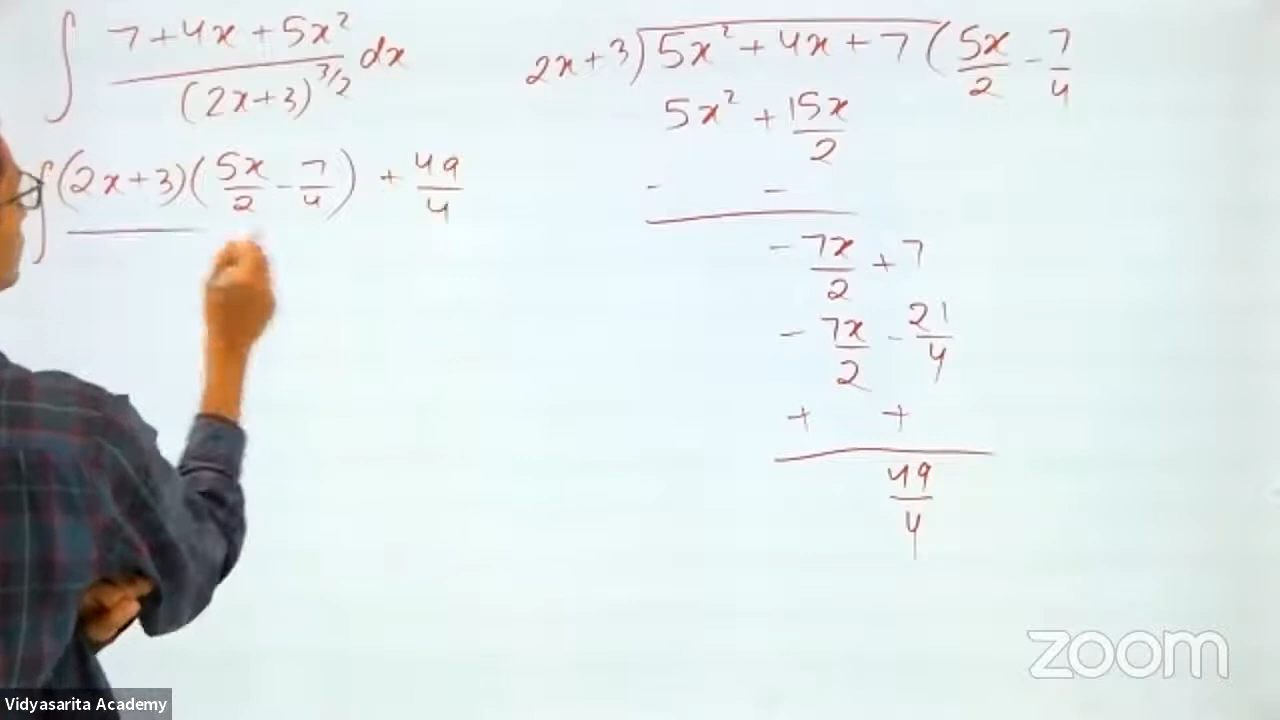 ∫ 7+4x+5x² / (2x+3)^3/2 dx
∫ (2x+3)(5x/2 - 7/4) + 49/4
2x+3)5x²+4x+7(5x/2 - 7/4
5x² + 15x/2
- -
- 7x/2 + 7
- 7x/2 - 21/4
+ +
49/4
zoom
Vidyasarita Academy